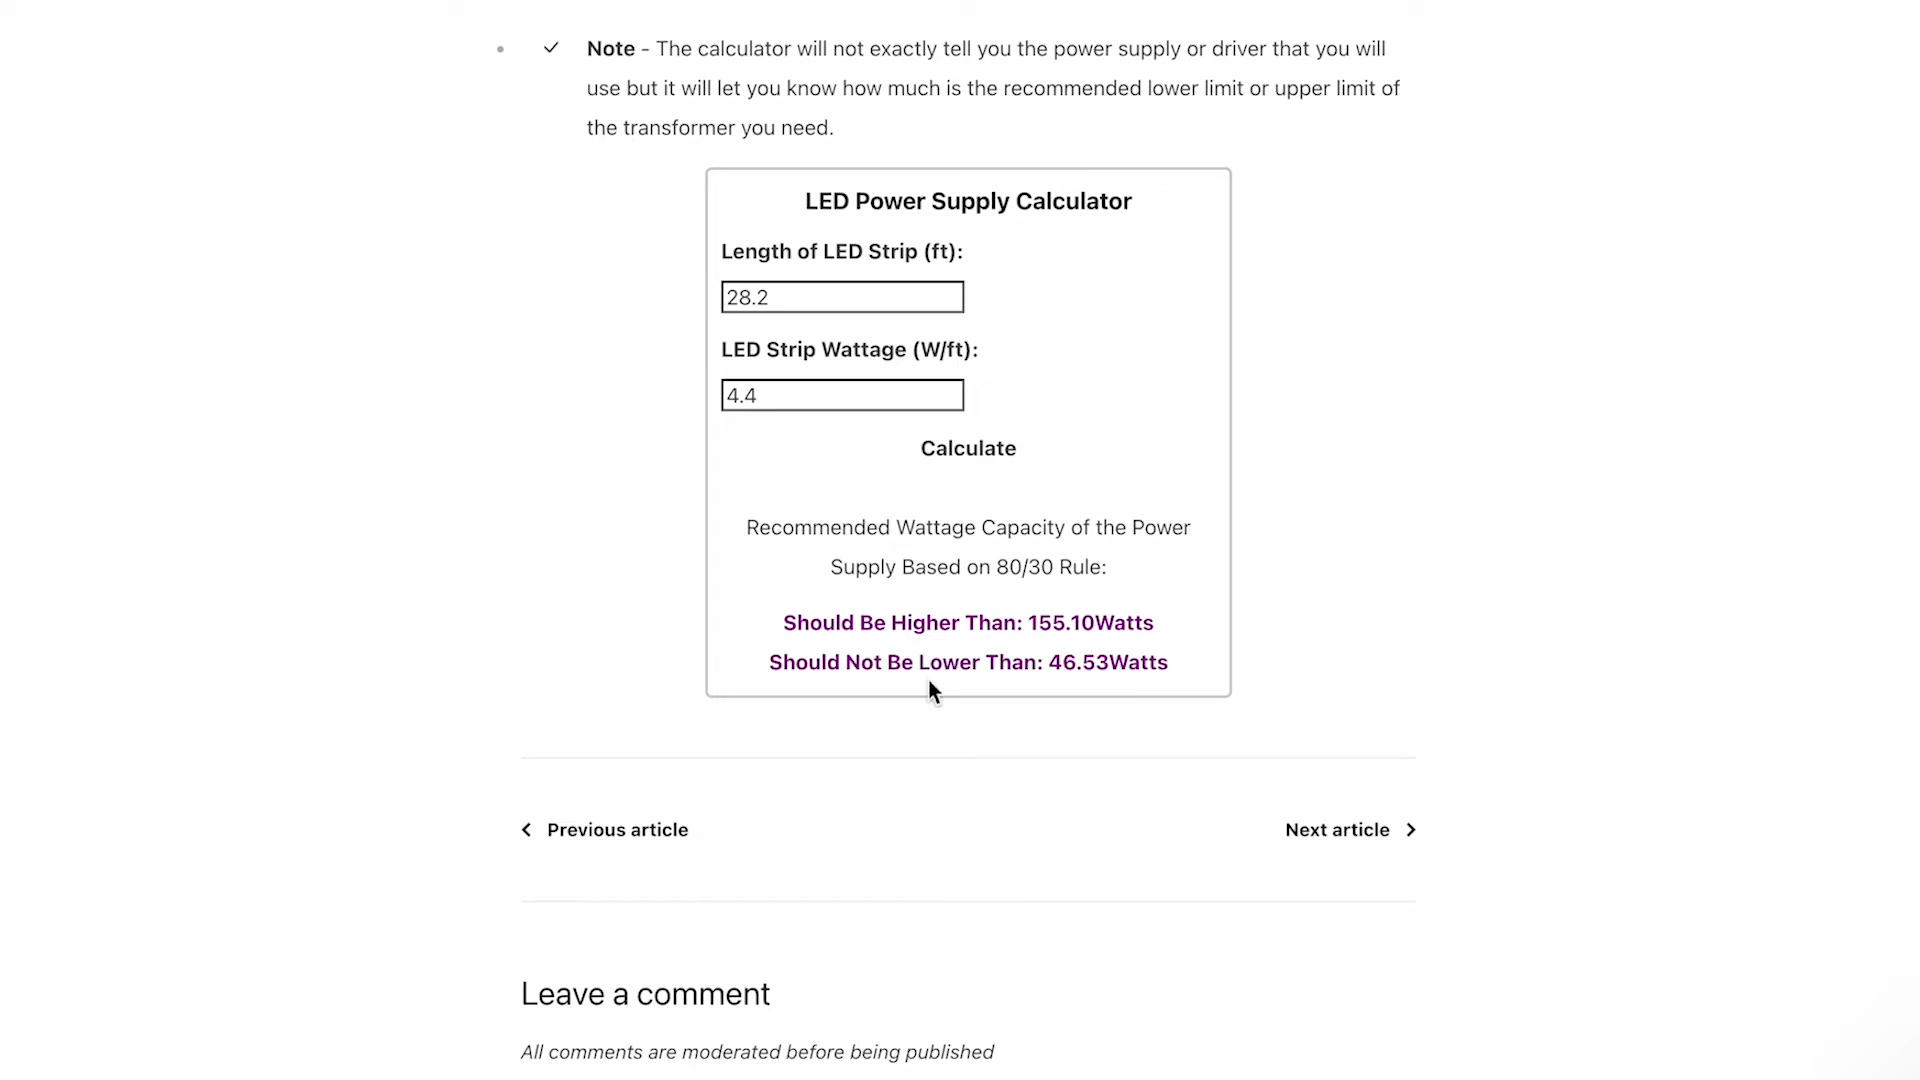 Note - The calculator will not exactly tell you the power supply or driver that you will
use but it will let you know how much is the recommended lower limit or upper limit of
the transformer you need.
LED Power Supply Calculator
Length of LED Strip (ft):
28.2
LED Strip Wattage (W/ft):
4.4
Calculate
Recommended Wattage Capacity of the Power
Supply Based on 80/30 Rule:
Should Be Higher Than: 155.10Watts
Should Not Be Lower Than: 46.53Watts
Previous article
Next article
Leave a comment
All comments are moderated before being published